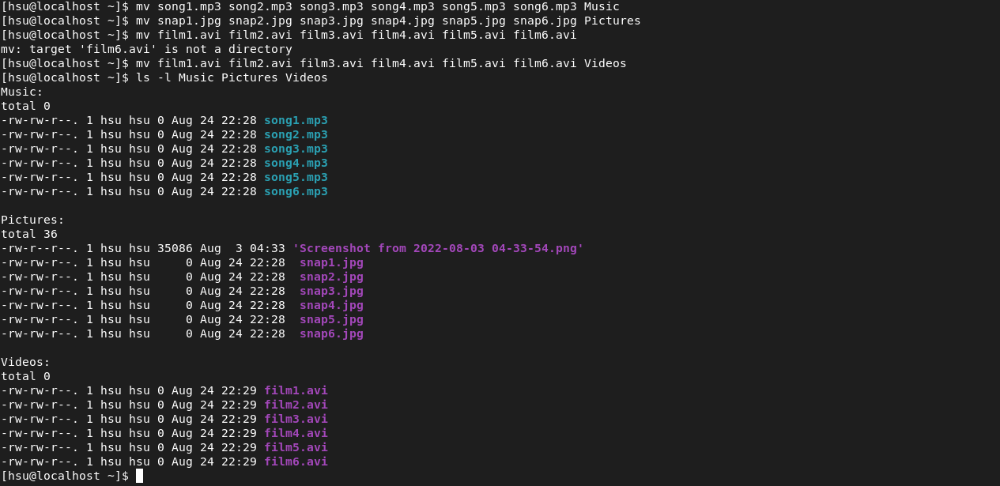 [hsu@localhost ~]$ mv song1.mp3 song2.mp3 song3.mp3 song4.mp3 song5.mp3 song6.mp3 Music
[hsu@localhost ~]$ mv snap1.jpg snap2.jpg snap3.jpg snap4.jpg snap5.jpg snap6.jpg Pictures
[hsu@localhost ~]$ mv film1.avi film2.avi film3.avi film4.avi film5.avi film6.avi
mv: target 'film6.avi' is not a directory
[hsu@localhost ~]$ mv film1.avi film2.avi film3.avi film4.avi film5.avi film6.avi Videos
[hsu@localhost ~]$ ls -l Music Pictures Videos
Music:
total 0
-rw-rw-r--. 1 hsu hsu 0 Aug 24 22:28 song1.mp3
-rw-rw-r--. 1 hsu hsu 0 Aug 24 22:28 song2.mp3
-rw-rw-r--. 1 hsu hsu 0 Aug 24 22:28 song3.mp3
-rw-rw-r--. 1 hsu hsu 0 Aug 24 22:28 song4.mp3
-rw-rw-r--. 1 hsu hsu 0 Aug 24 22:28 song5.mp3
-rw-rw-r--. 1 hsu hsu 0 Aug 24 22:28 song6.mp3

Pictures:
total 36
-rw-r--r--. 1 hsu hsu 35086 Aug  3 04:33 'Screenshot from 2022-08-03 04-33-54.png'
-rw-rw-r--. 1 hsu hsu     0 Aug 24 22:28  snap1.jpg
-rw-rw-r--. 1 hsu hsu     0 Aug 24 22:28  snap2.jpg
-rw-rw-r--. 1 hsu hsu     0 Aug 24 22:28  snap3.jpg
-rw-rw-r--. 1 hsu hsu     0 Aug 24 22:28  snap4.jpg
-rw-rw-r--. 1 hsu hsu     0 Aug 24 22:28  snap5.jpg
-rw-rw-r--. 1 hsu hsu     0 Aug 24 22:28  snap6.jpg

Videos:
total 0
-rw-rw-r--. 1 hsu hsu 0 Aug 24 22:29 film1.avi
-rw-rw-r--. 1 hsu hsu 0 Aug 24 22:29 film2.avi
-rw-rw-r--. 1 hsu hsu 0 Aug 24 22:29 film3.avi
-rw-rw-r--. 1 hsu hsu 0 Aug 24 22:29 film4.avi
-rw-rw-r--. 1 hsu hsu 0 Aug 24 22:29 film5.avi
-rw-rw-r--. 1 hsu hsu 0 Aug 24 22:29 film6.avi
[hsu@localhost ~]$